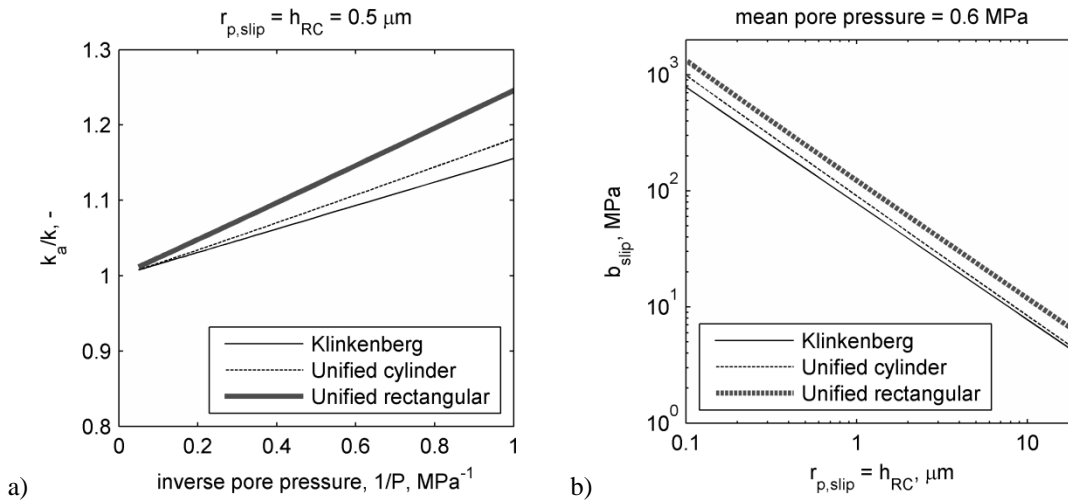 r_p,slip = h_RC = 0.5 μm
1.3
1.2
1.1
1
0.9
0.8
k_a/k, -
0
0.2
0.4
0.6
0.8
1
inverse pore pressure, 1/P, MPa^-1
Klinkenberg
Unified cylinder
Unified rectangular
a)
mean pore pressure = 0.6 MPa
10^3
10^2
10^1
10^0
b_slip, MPa
0.1
1
10
r_p,slip = h_RC, μm
Klinkenberg
Unified cylinder
Unified rectangular
b)